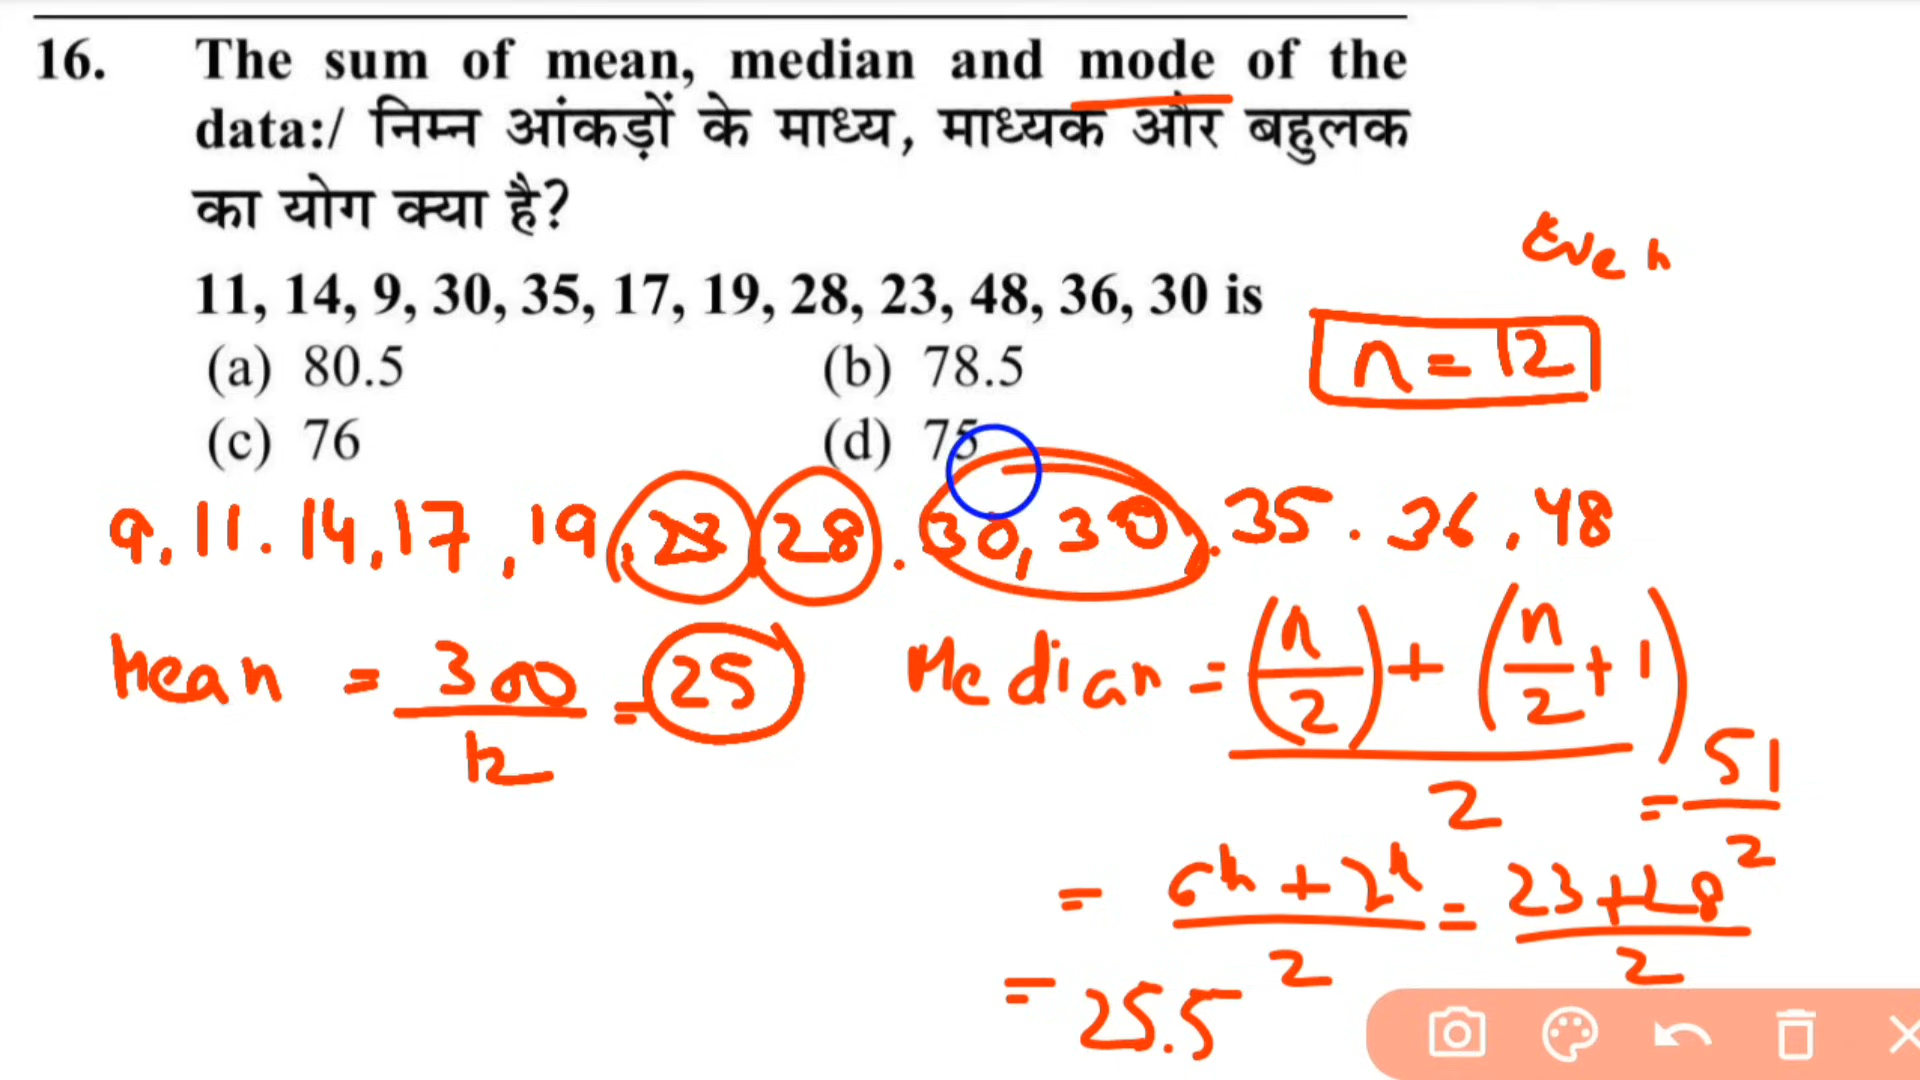 16. The sum of mean, median and mode of the
data:/ निम्न आंकड़ों के माध्य, माध्यक और बहुलक
का योग क्या है?
Even
11, 14, 9, 30, 35, 17, 19, 28, 23, 48, 36, 30 is
n = 12
(a) 80.5 (b) 78.5
(c) 76 (d) 75
9, 11. 14, 17, 19, 23, 28. 30, 30, . 35. 36, 48
Mean = 300/12 = 25
Median = (n/2) + (n/2 + 1) / 2
= 6th + 7th / 2 = 23 + 28 / 2 = 51/2
= 25.5